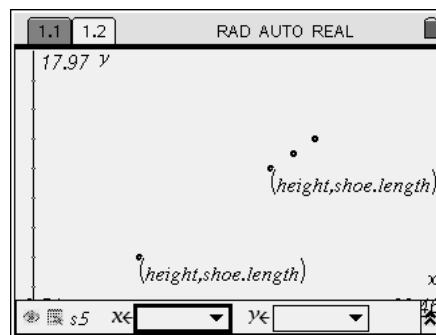 1.1 1.2 RAD AUTO REAL
17.97 y
(height,shoe.length)
(height,shoe.length)
x
s5 x← y←